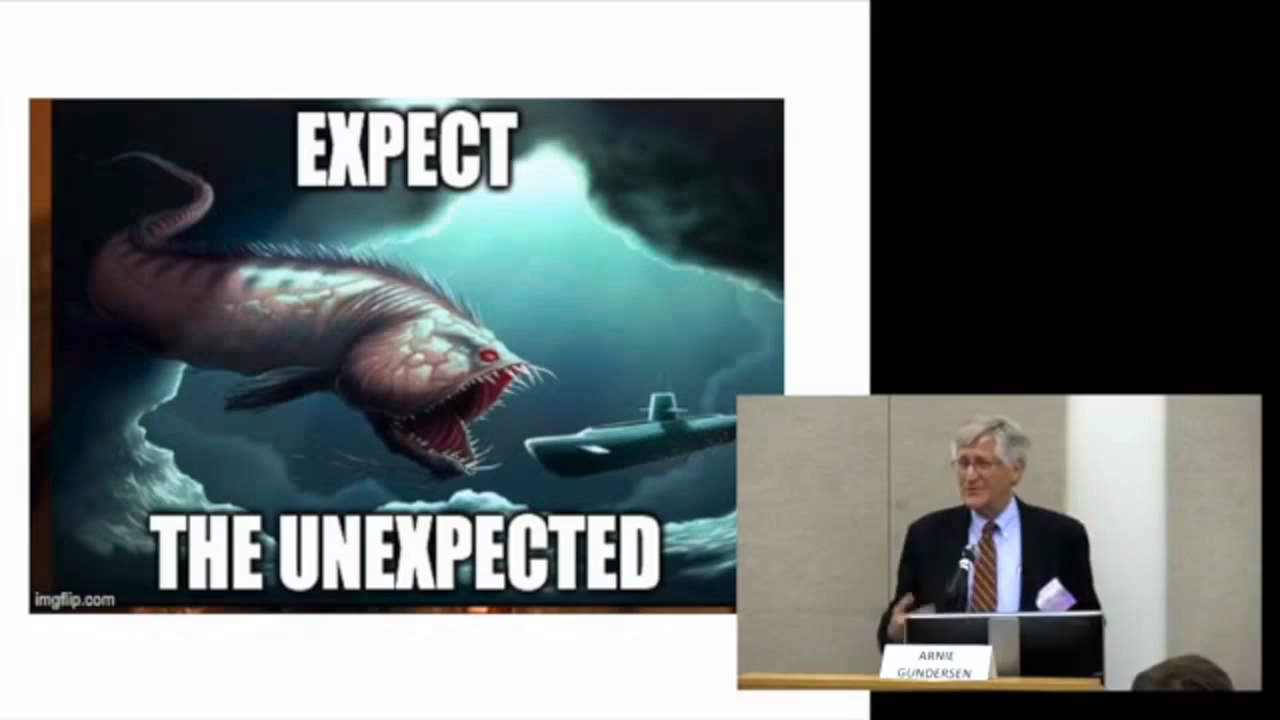 EXPECT
THE UNEXPECTED
imgflip.com
ARNIE
GUNDERSEN